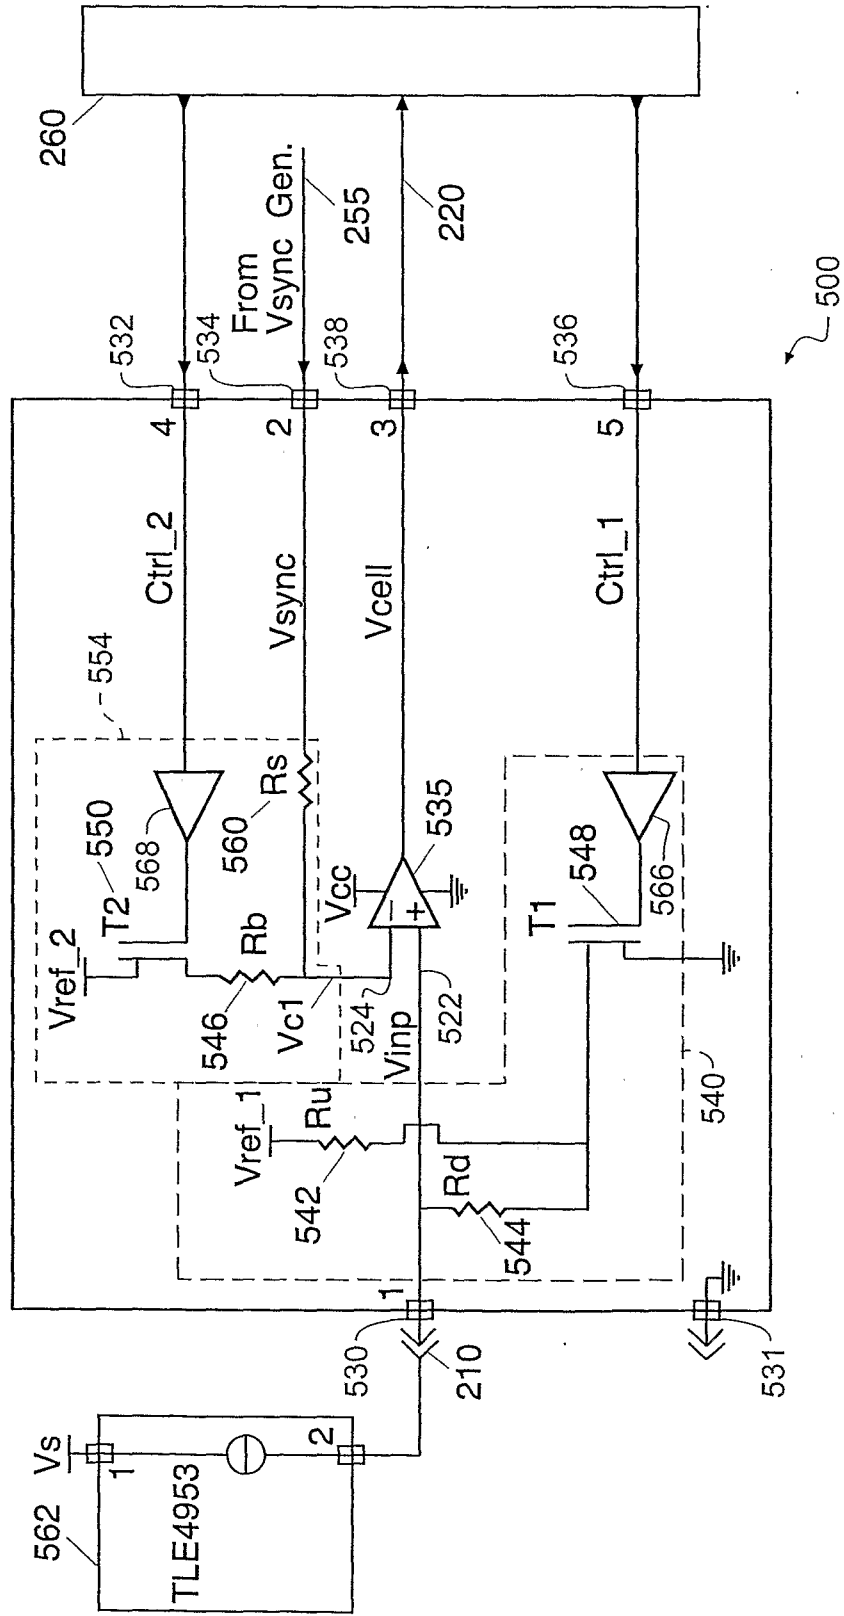 562
Vs
1
TLE4953
2
530
210
531
1
Vref_1
Ru
542
Rd
544
540
Vref_2
T2
550
568
554
546
Rb
Vc1
524
Vinp
522
560
Rs
Vcc
535
T1
548
566
Ctrl_2
Vsync
Vcell
Ctrl_1
4
2
3
5
532
534
538
536
From
Vsync Gen.
255
220
260
500
−
+